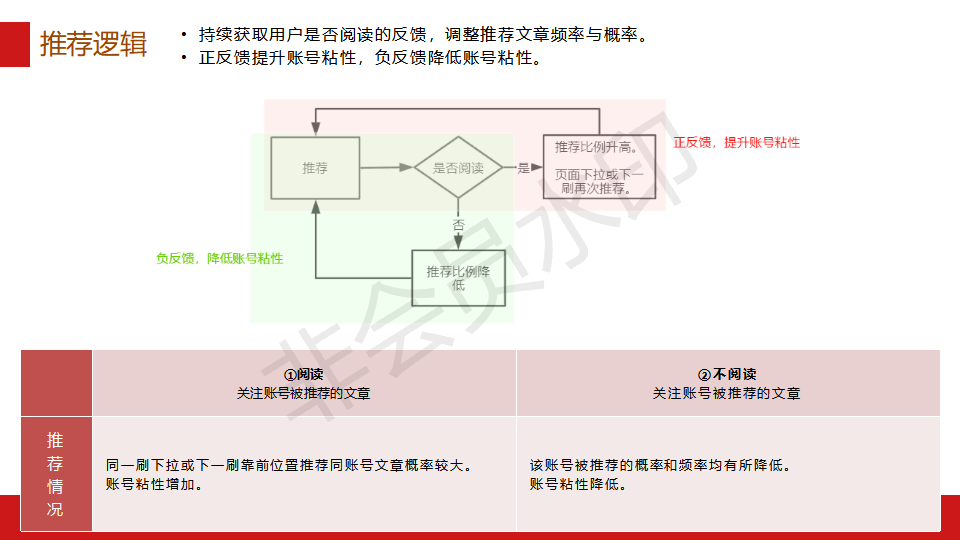 推荐逻辑
• 持续获取用户是否阅读的反馈，调整推荐文章频率与概率。
• 正反馈提升账号粘性，负反馈降低账号粘性。
推荐
是否阅读
是
推荐比例升高。
页面下拉或下一
刷再次推荐。
正反馈，提升账号粘性
否
负反馈，降低账号粘性
推荐比例降
低
非会员水印
①阅读
关注账号被推荐的文章
②不阅读
关注账号被推荐的文章
推
荐
情
况
同一刷下拉或下一刷靠前位置推荐同账号文章概率较大。
账号粘性增加。
该账号被推荐的概率和频率均有所降低。
账号粘性降低。